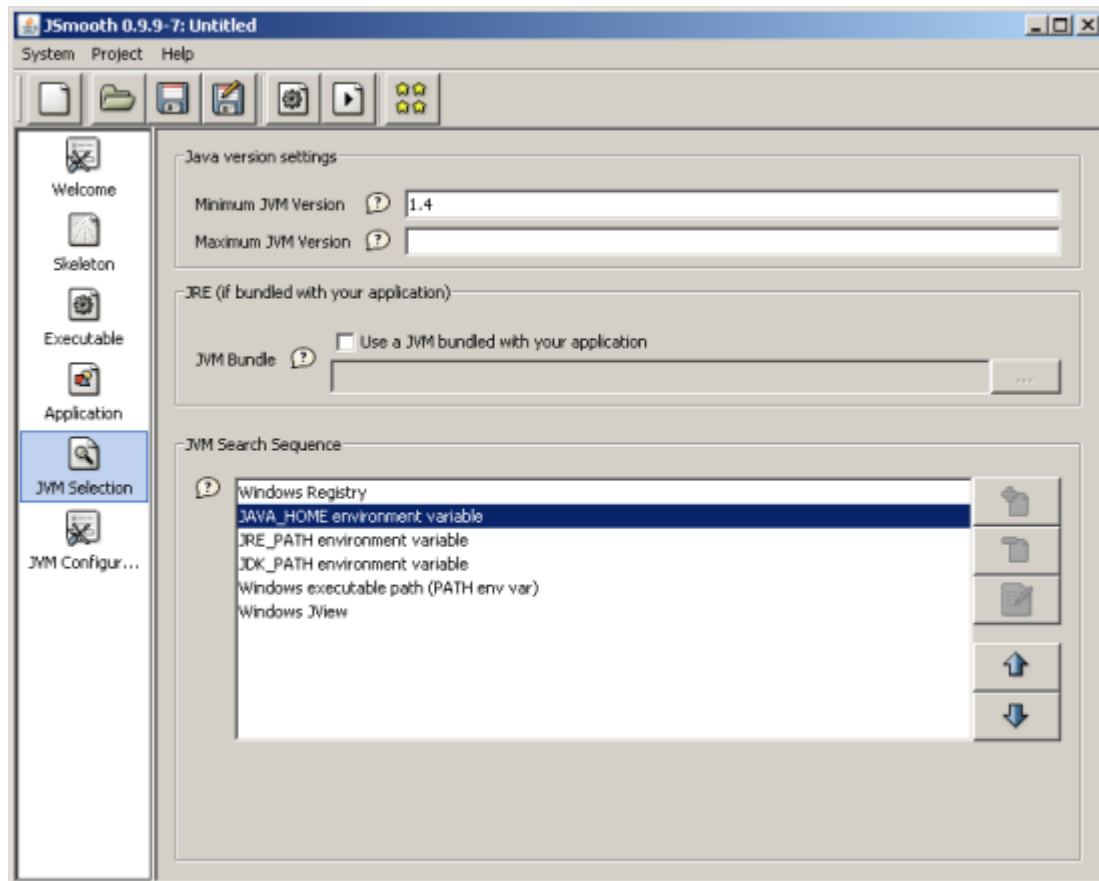 JSmooth 0.9.9-7: Untitled
System Project Help
Welcome
Skeleton
Executable
Application
JVM Selection
JVM Configur...
Java version settings
Minimum JVM Version ? 1.4
Maximum JVM Version ?
JRE (if bundled with your application)
Use a JVM bundled with your application
JVM Bundle ? ...
JVM Search Sequence
?
Windows Registry
JAVA_HOME environment variable
JRE_PATH environment variable
JDK_PATH environment variable
Windows executable path (PATH env var)
Windows JView